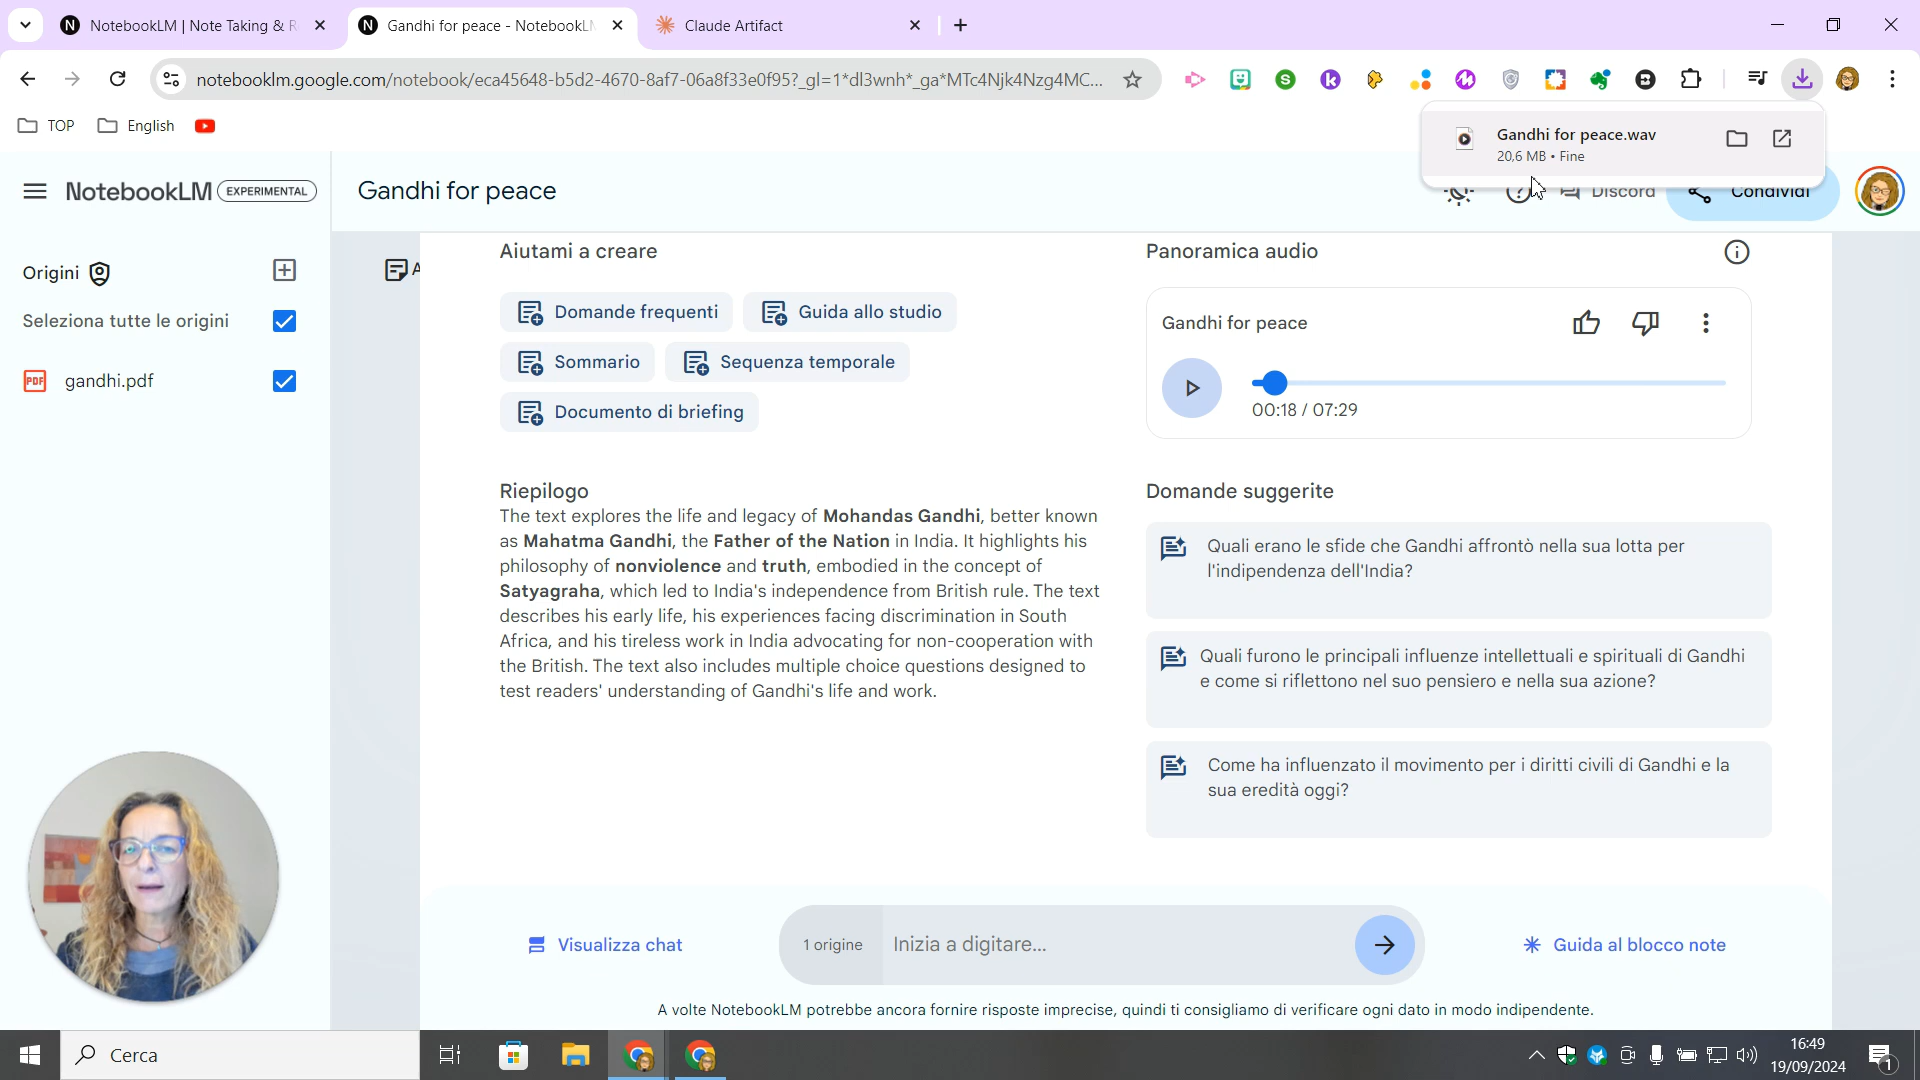 NotebookLM | Note Taking & R
Gandhi for peace - NotebookLM
Claude Artifact
notebooklm.google.com/notebook/eca45648-b5d2-4670-8af7-06a8f33e0f95?_gl=1*dl3wnh*_ga*MTc4Njk4Nzg4MC...
TOP
English
Gandhi for peace.wav
20,6 MB • Fine
NotebookLM
EXPERIMENTAL
Gandhi for peace
Discord
Condividi
Origini
Seleziona tutte le origini
PDF
gandhi.pdf
Aiutami a creare
Domande frequenti
Guida allo studio
Sommario
Sequenza temporale
Documento di briefing
Panoramica audio
Gandhi for peace
00:18 / 07:29
Riepilogo
The text explores the life and legacy of Mohandas Gandhi, better known
as Mahatma Gandhi, the Father of the Nation in India. It highlights his
philosophy of nonviolence and truth, embodied in the concept of
Satyagraha, which led to India's independence from British rule. The text
describes his early life, his experiences facing discrimination in South
Africa, and his tireless work in India advocating for non-cooperation with
the British. The text also includes multiple choice questions designed to
test readers' understanding of Gandhi's life and work.
Domande suggerite
Quali erano le sfide che Gandhi affrontò nella sua lotta per
l'indipendenza dell'India?
Quali furono le principali influenze intellettuali e spirituali di Gandhi
e come si riflettono nel suo pensiero e nella sua azione?
Come ha influenzato il movimento per i diritti civili di Gandhi e la
sua eredità oggi?
Visualizza chat
1 origine
Inizia a digitare...
Guida al blocco note
A volte NotebookLM potrebbe ancora fornire risposte imprecise, quindi ti consigliamo di verificare ogni dato in modo indipendente.
Cerca
16:49
19/09/2024
1